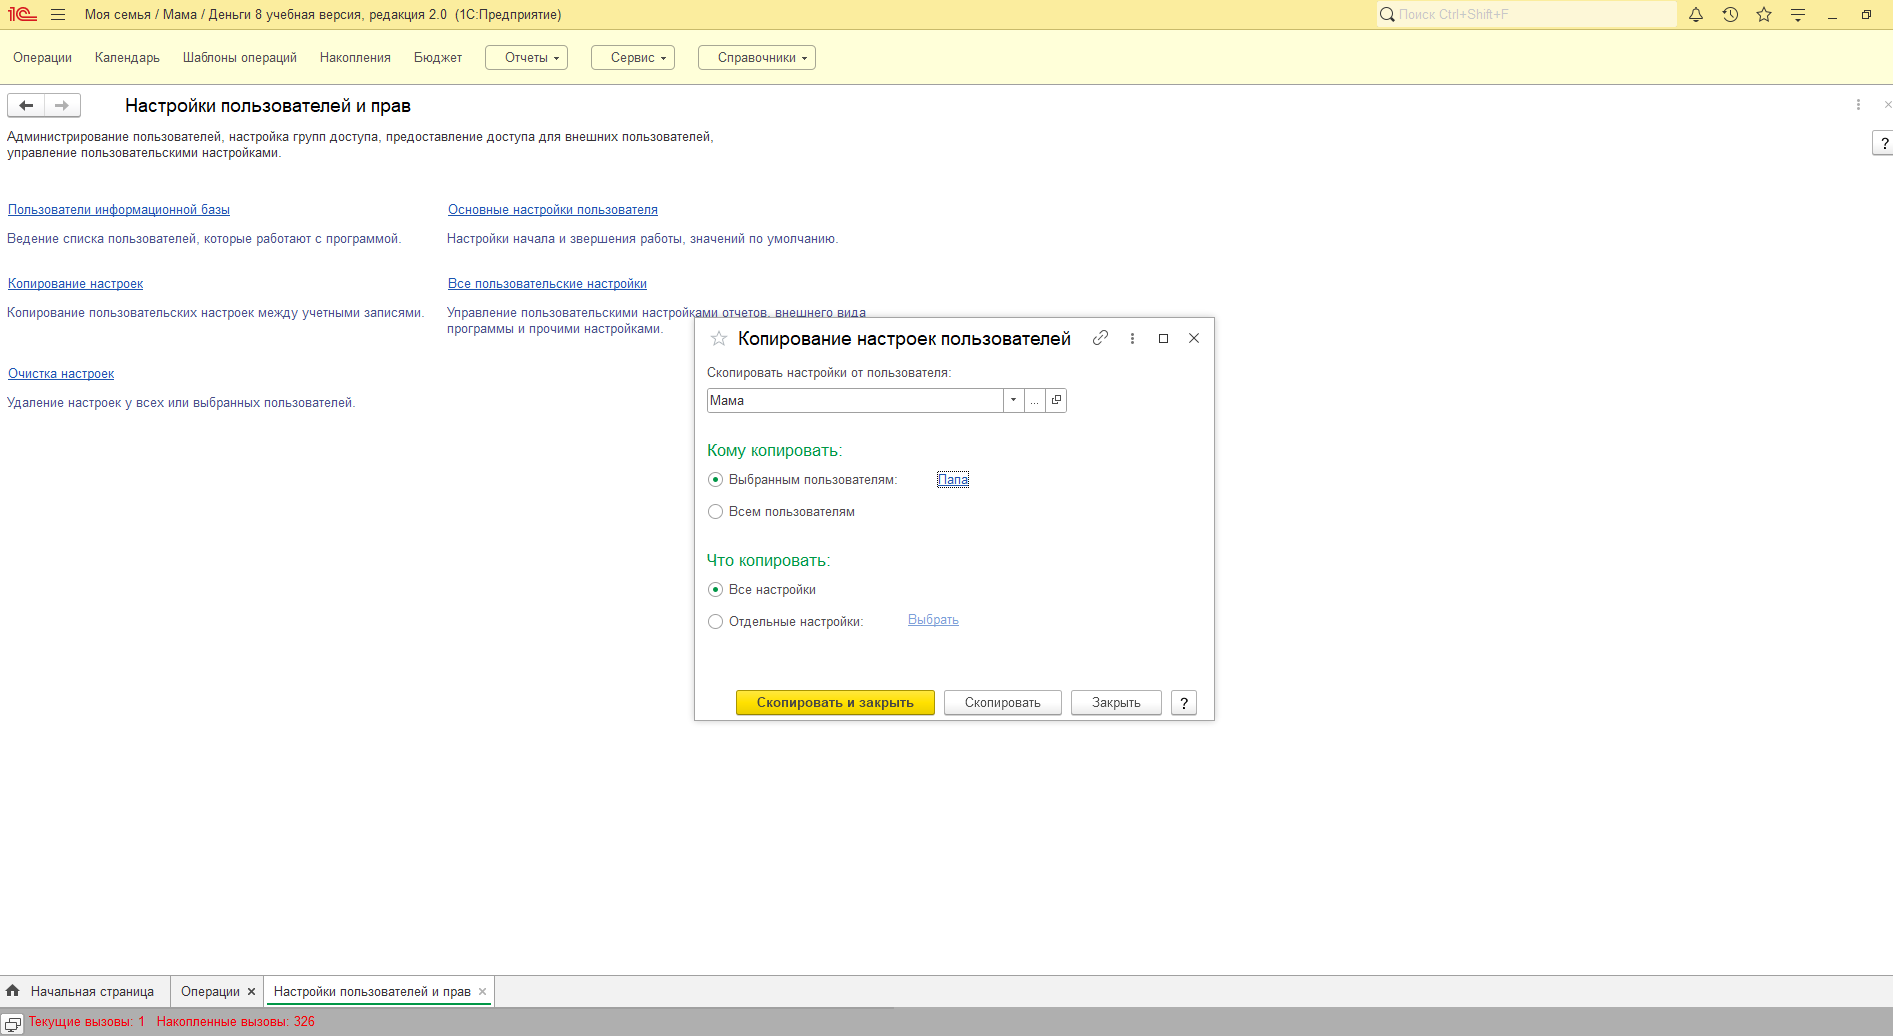 1С Моя семья / Мама / Деньги 8 учебная версия, редакция 2.0 (1С:Предприятие) Поиск Ctrl+Shift+F
Операции Календарь Шаблоны операций Накопления Бюджет Отчеты Сервис Справочники
Настройки пользователей и прав
Администрирование пользователей, настройка групп доступа, предоставление доступа для внешних пользователей,
управление пользовательскими настройками.
?
Пользователи информационной базы
Ведение списка пользователей, которые работают с программой.
Основные настройки пользователя
Настройки начала и звершения работы, значений по умолчанию.
Копирование настроек
Копирование пользовательских настроек между учетными записями.
Все пользовательские настройки
Управление пользовательскими настройками отчетов, внешнего вида
программы и прочими настройками.
Очистка настроек
Удаление настроек у всех или выбранных пользователей.
Копирование настроек пользователей
Скопировать настройки от пользователя:
Мама ...
Кому копировать:
Выбранным пользователям: Папа
Всем пользователям
Что копировать:
Все настройки
Отдельные настройки: Выбрать
Скопировать и закрыть Скопировать Закрыть ?
Начальная страница Операции Настройки пользователей и прав
Текущие вызовы: 1 Накопленные вызовы: 326